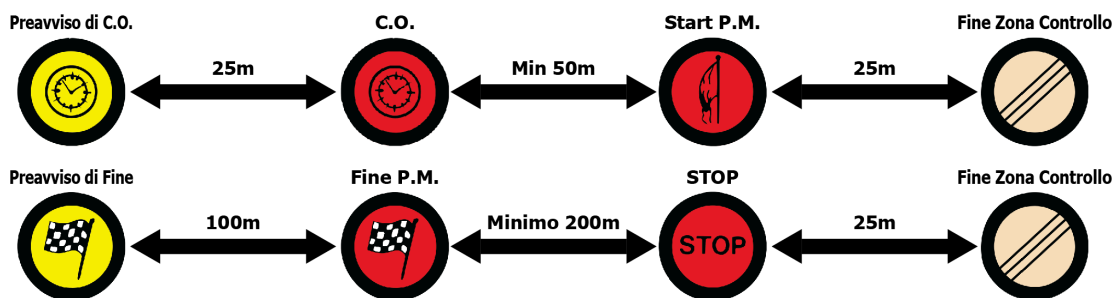 Preavviso di C.O.
C.O.
Start P.M.
Fine Zona Controllo
25m
Min 50m
25m
Preavviso di Fine
Fine P.M.
STOP
Fine Zona Controllo
100m
Minimo 200m
25m
STOP